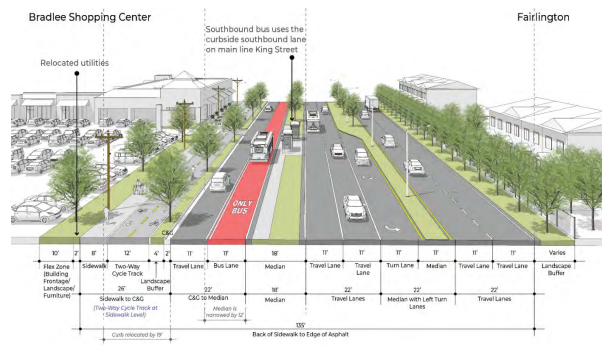 Bradlee Shopping Center
Fairlington
Southbound bus uses the
curbside southbound lane
on main line King Street
Relocated utilities
ONLY
BUS
C&G
10' 2' 8' 12' 4' 2' 11' 11' 18' 11' 11' 11' 11' 11' 11' Varies
Flex Zone
(Building
Frontage/
Landscape/
Furniture)
Sidewalk
Two-Way
Cycle Track
Landscape
Buffer
Travel Lane
Bus Lane
Median
Travel Lane
Travel
Lane
Turn Lane
Median
Travel
Lane
Travel
Lane
Landscape
Buffer
26' 22' 18' 22' 22' 22'
Sidewalk to C&G
(Two-Way Cycle Track at
Sidewalk Level)
C&G to Median
Median is
narrowed by 12'
Travel Lanes
Median with Left Turn
Lanes
Travel Lanes
135'
Curb relocated by 19'
Back of Sidewalk to Edge of Asphalt